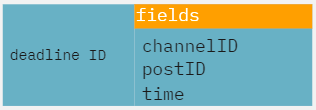 fields
deadline ID
channelID
postID
time